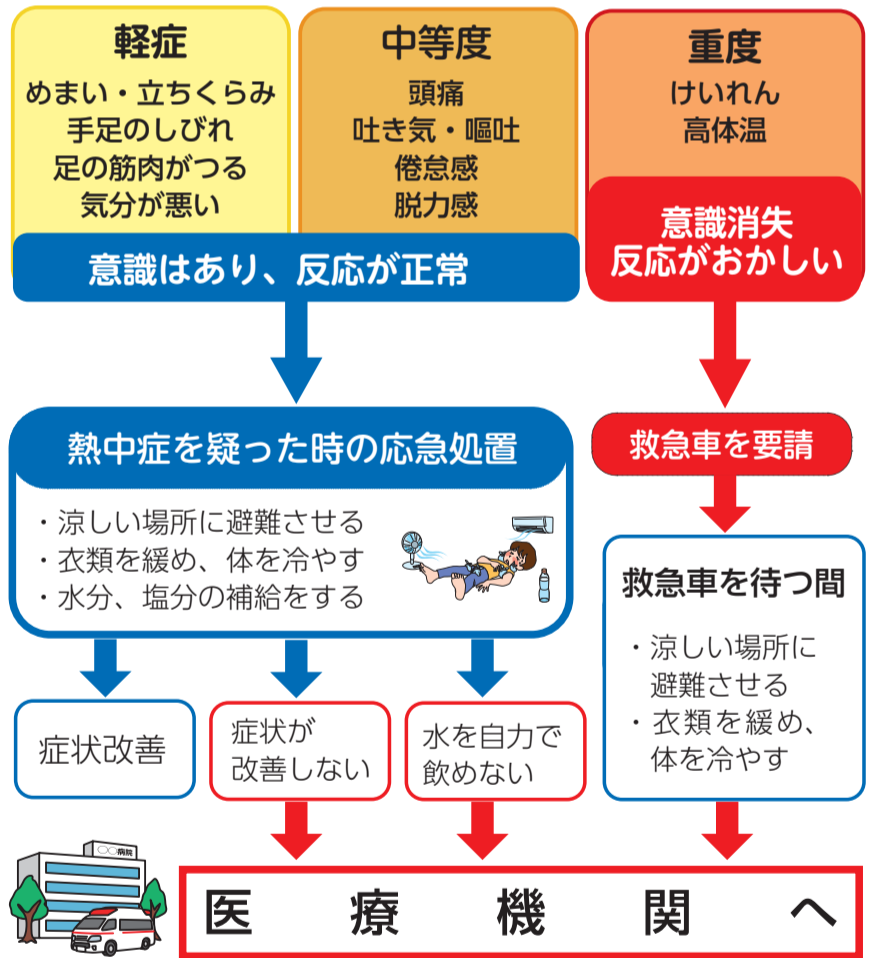 軽症
めまい・立ちくらみ
手足のしびれ
足の筋肉がつる
気分が悪い
中等度
頭痛
吐き気・嘔吐
倦怠感
脱力感
意識はあり、反応が正常
重度
けいれん
高体温
意識消失
反応がおかしい
熱中症を疑った時の応急処置
・涼しい場所に避難させる
・衣類を緩め、体を冷やす
・水分、塩分の補給をする
救急車を要請
救急車を待つ間
・涼しい場所に
避難させる
・衣類を緩め、
体を冷やす
症状改善
症状が
改善しない
水を自力で
飲めない
〇〇病院
医療機関へ